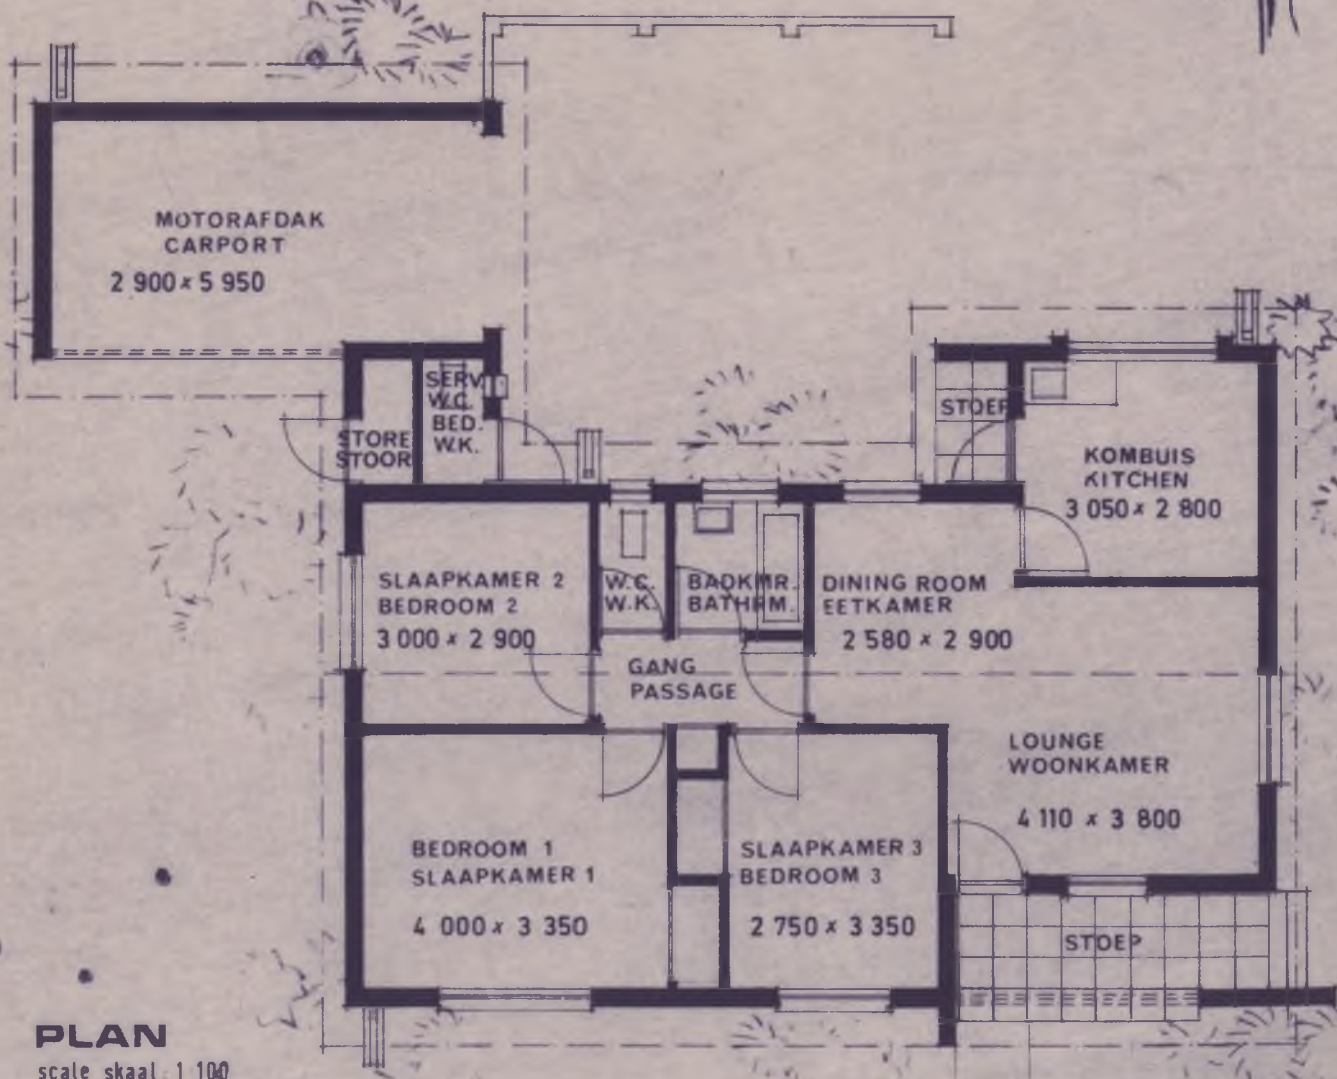 MOTORAFDAK
CARPORT
2 900 x 5 950
SERV.
W.C.
BED.
W.K.
STORE
STOOR
STOEP
KOMBUIS
KITCHEN
3 050 x 2 800
SLAAPKAMER 2
BEDROOM 2
3 000 x 2 900
W.C.
W.K.
BADKMR.
BATHRM.
DINING ROOM
EETKAMER
2 580 x 2 900
GANG
PASSAGE
LOUNGE
WOONKAMER
4 110 x 3 800
BEDROOM 1
SLAAPKAMER 1
4 000 x 3 350
SLAAPKAMER 3
BEDROOM 3
2 750 x 3 350
STOEP
PLAN
scale skaal 1 100